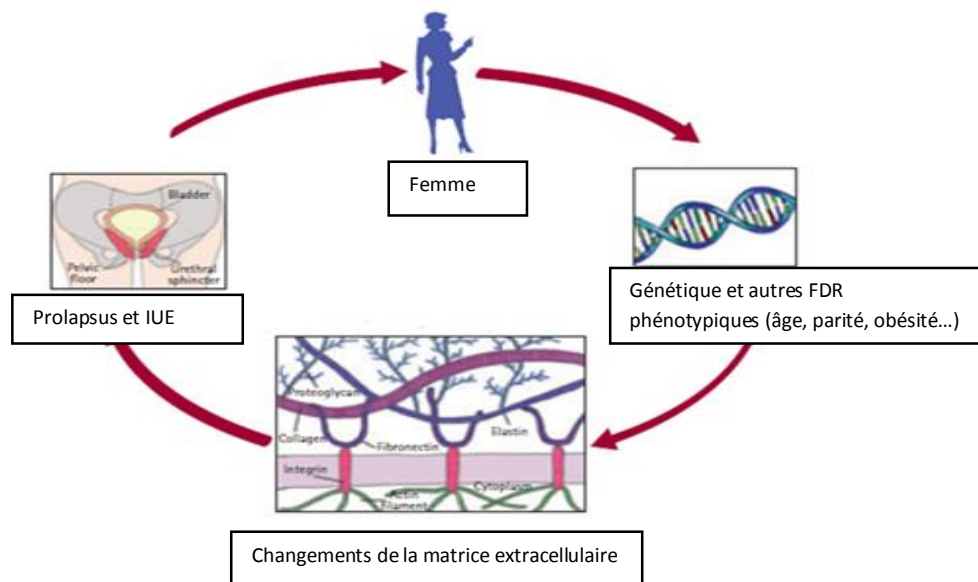 Femme
Bladder
Pelvic
floor
Urethral
sphincter
Prolapsus et IUE
Génétique et autres FDR
phénotypiques (âge, parité, obésité...)
Proteoglycan
Collagen
Fibronectin
Elastin
Integrin
Actin
filament
Cytoplasm
Changements de la matrice extracellulaire